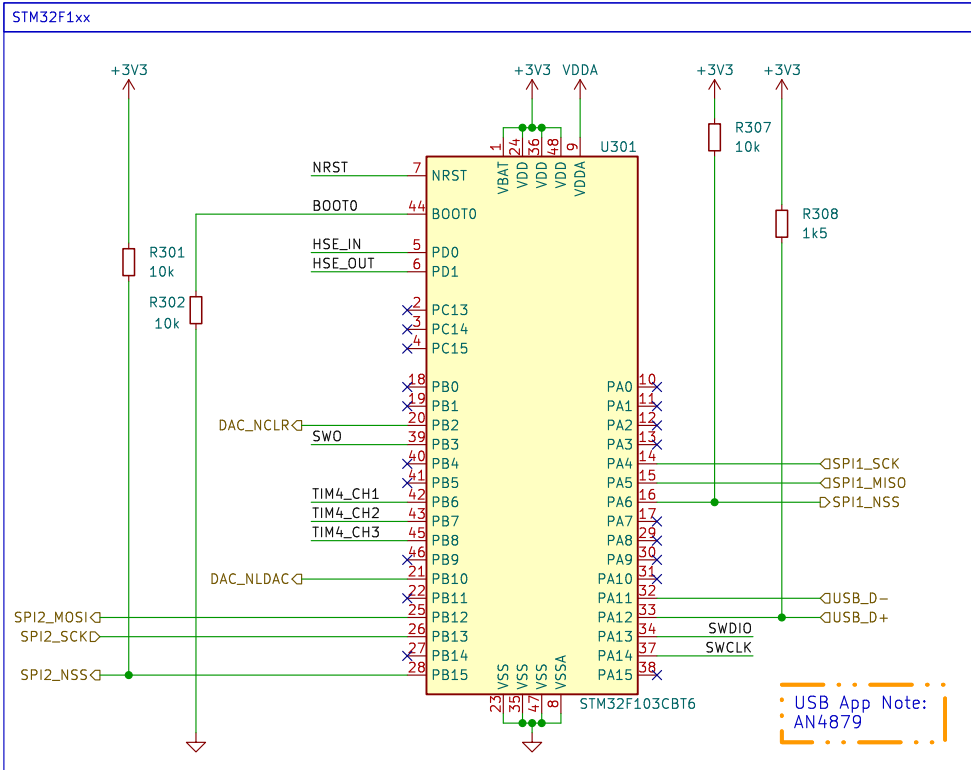 STM32F1xx
+3V3
+3V3 VDDA
+3V3 +3V3
R307
10k
R308
1k5
R301
10k
R302
10k
U301
1 24 36 48 9
VBAT VDD VDD VDD VDDA
NRST 7 NRST
BOOT0 44 BOOT0
HSE_IN 5 PD0
HSE_OUT 6 PD1
2 PC13
3 PC14
4 PC15
18 PB0
19 PB1
DAC_NCLR 20 PB2
SWO 39 PB3
40 PB4
41 PB5
TIM4_CH1 42 PB6
TIM4_CH2 43 PB7
TIM4_CH3 45 PB8
46 PB9
DAC_NLDAC 21 PB10
22 PB11
SPI2_MOSI 25 PB12
SPI2_SCK 26 PB13
27 PB14
SPI2_NSS 28 PB15
PA0 10
PA1 11
PA2 12
PA3 13
PA4 14 SPI1_SCK
PA5 15 SPI1_MISO
PA6 16 SPI1_NSS
PA7 17
PA8 29
PA9 30
PA10 31
PA11 32 USB_D-
PA12 33 USB_D+
PA13 34 SWDIO
PA14 37 SWCLK
PA15 38
VSS VSS VSS VSSA
23 35 47 8
STM32F103CBT6
USB App Note:
AN4879